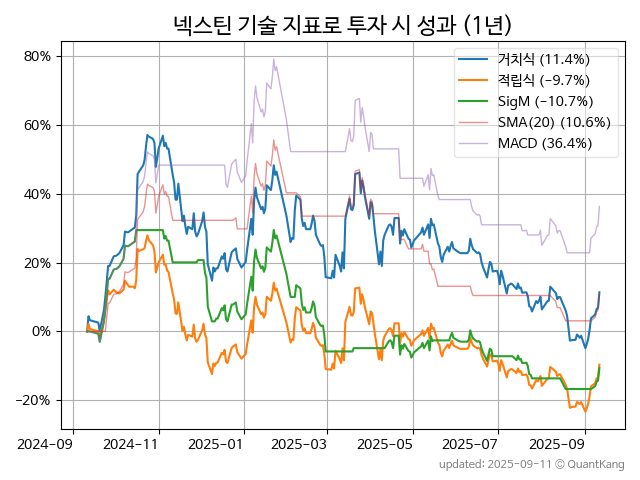 넥스틴 기술 지표로 투자 시 성과 (1년)
거치식 (11.4%)
적립식 (−9.7%)
SigM (−10.7%)
SMA(20) (10.6%)
MACD (36.4%)
80%
60%
40%
20%
0%
−20%
2024-09 2024-11 2025-01 2025-03 2025-05 2025-07 2025-09
updated: 2025-09-11 © QuantKang